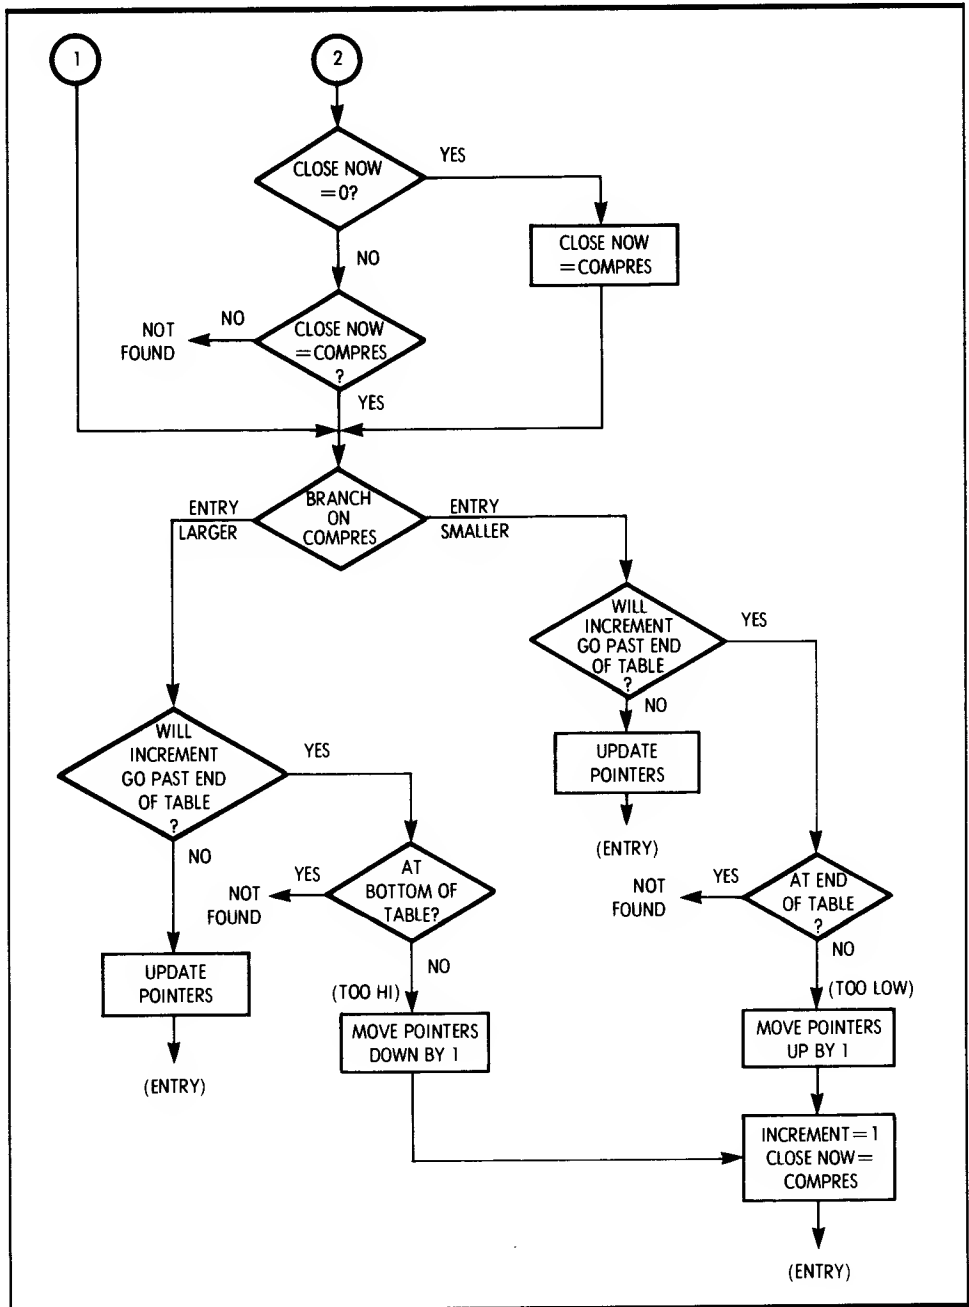 1
2
CLOSE NOW
=0?
YES
NO
CLOSE NOW
=COMPRES
CLOSE NOW
=COMPRES
?
NO
NOT
FOUND
YES
BRANCH
ON
COMPRES
ENTRY
LARGER
ENTRY
SMALLER
WILL
INCREMENT
GO PAST END
OF TABLE
?
YES
NO
UPDATE
POINTERS
(ENTRY)
WILL
INCREMENT
GO PAST END
OF TABLE
?
YES
NO
UPDATE
POINTERS
(ENTRY)
AT
BOTTOM OF
TABLE?
YES
NOT
FOUND
NO
(TOO HI)
MOVE POINTERS
DOWN BY 1
AT END
OF TABLE
?
YES
NOT
FOUND
NO
(TOO LOW)
MOVE POINTERS
UP BY 1
INCREMENT=1
CLOSE NOW=
COMPRES
(ENTRY)